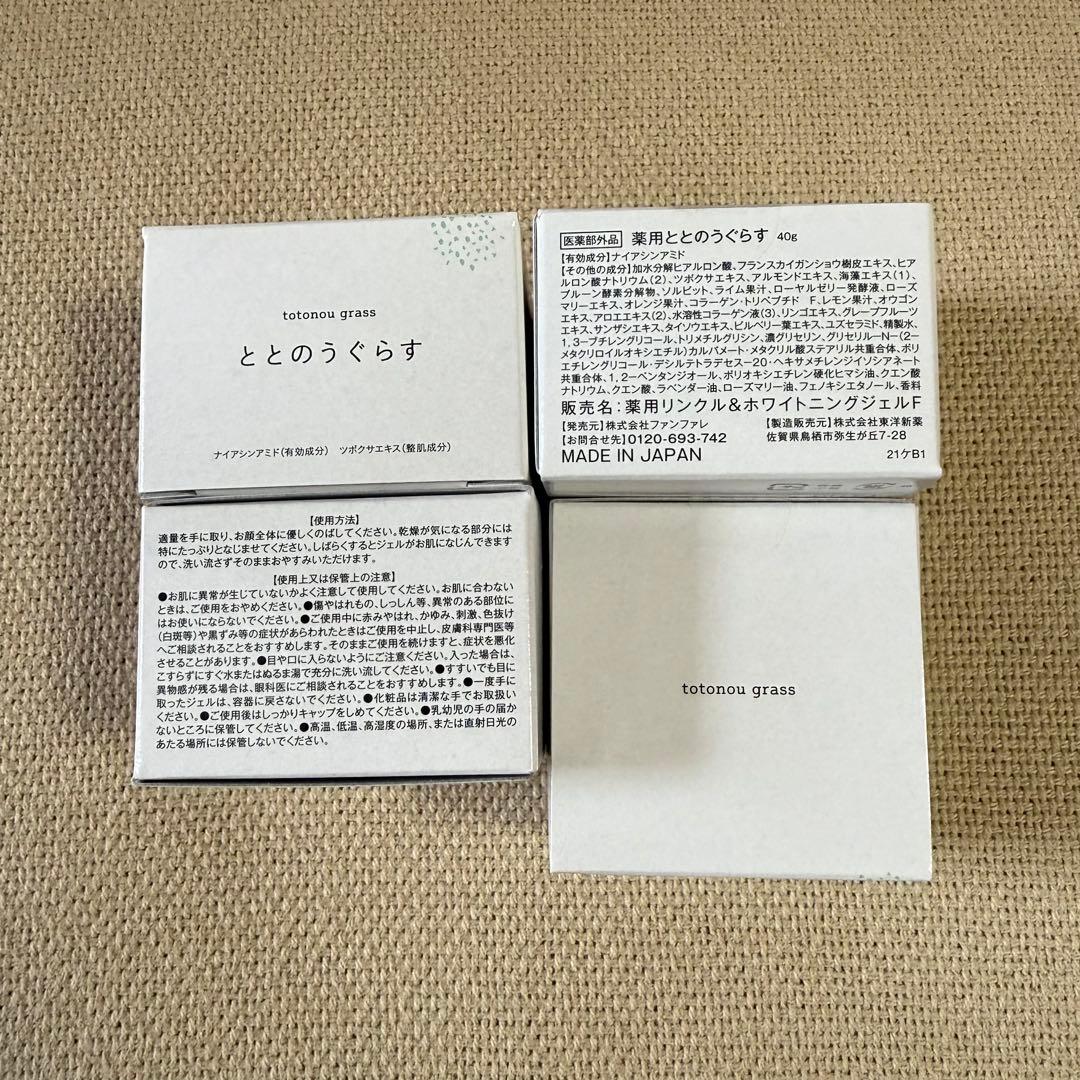 totonou grass
ととのうぐらす
ナイアシンアミド(有効成分) ツボクサエキス(整肌成分)
医薬部外品 薬用ととのうぐらす 40g
【有効成分】ナイアシンアミド
【その他の成分】加水分解ヒアルロン酸、フランスカイガンショウ樹皮エキス、ヒア
ルロン酸ナトリウム(2)、ツボクサエキス、アルモンドエキス、海藻エキス(1)、
プルーン酵素分解物、ソルビット、ライム果汁、ローヤルゼリー発酵液、ローズ
マリーエキス、オレンジ果汁、コラーゲン・トリペプチド F、レモン果汁、オウゴン
エキス、アロエエキス(2)、水溶性コラーゲン液(3)、リンゴエキス、グレープフルーツ
エキス、サンザシエキス、タイソウエキス、ビルベリー葉エキス、ユズセラミド、精製水、
1,3-ブチレングリコール、トリメチルグリシン、濃グリセリン、グリセリル-N-(2-
メタクリロイルオキシエチル)カルバメート・メタクリル酸ステアリル共重合体、ポリ
エチレングリコール・デシルテトラデセス-20・ヘキサメチレンジイソシアネート
共重合体、1,2-ペンタンジオール、ポリオキシエチレン硬化ヒマシ油、クエン酸
ナトリウム、クエン酸、ラベンダー油、ローズマリー油、フェノキシエタノール、香料
販売名:薬用リンクル&ホワイトニングジェルF
【発売元】株式会社ファンファレ 【製造販売元】株式会社東洋新薬
【お問合せ先】0120-693-742 佐賀県鳥栖市弥生が丘7-28
MADE IN JAPAN 21ケB1
【使用方法】
適量を手に取り、お顔全体に優しくのばしてください。乾燥が気になる部分には
特にたっぷりとなじませてください。しばらくするとジェルがお肌になじんできます
ので、洗い流さずそのままおやすみいただけます。
【使用上又は保管上の注意】
●お肌に異常が生じていないかよく注意して使用してください。お肌に合わない
ときは、ご使用をおやめください。●傷やはれもの、しっしん等、異常のある部位に
はお使いにならないでください。●ご使用中に赤みやはれ、かゆみ、刺激、色抜け
(白斑等)や黒ずみ等の症状があらわれたときはご使用を中止し、皮膚科専門医等
へご相談されることをおすすめします。そのままご使用を続けますと、症状を悪化
させることがあります。●目や口に入らないようにご注意ください。入った場合は、
こすらずにすぐ水またはぬるま湯で充分に洗い流してください。●すすいでも目に
異物感が残る場合は、眼科医にご相談されることをおすすめします。●一度手に
取ったジェルは、容器に戻さないでください。●化粧品は清潔な手でお取扱い
ください。●ご使用後はしっかりキャップをしめてください。●乳幼児の手の届か
ないところに保管してください。●高温、低温、高湿度の場所、または直射日光の
あたる場所には保管しないでください。
totonou grass